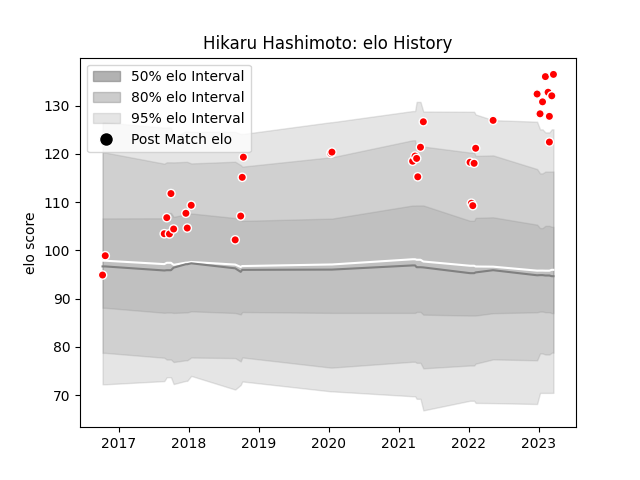 Hikaru Hashimoto: elo History
50% elo Interval
80% elo Interval
95% elo Interval
Post Match elo
elo score
130
120
110
100
90
80
70
2017 2018 2019 2020 2021 2022 2023